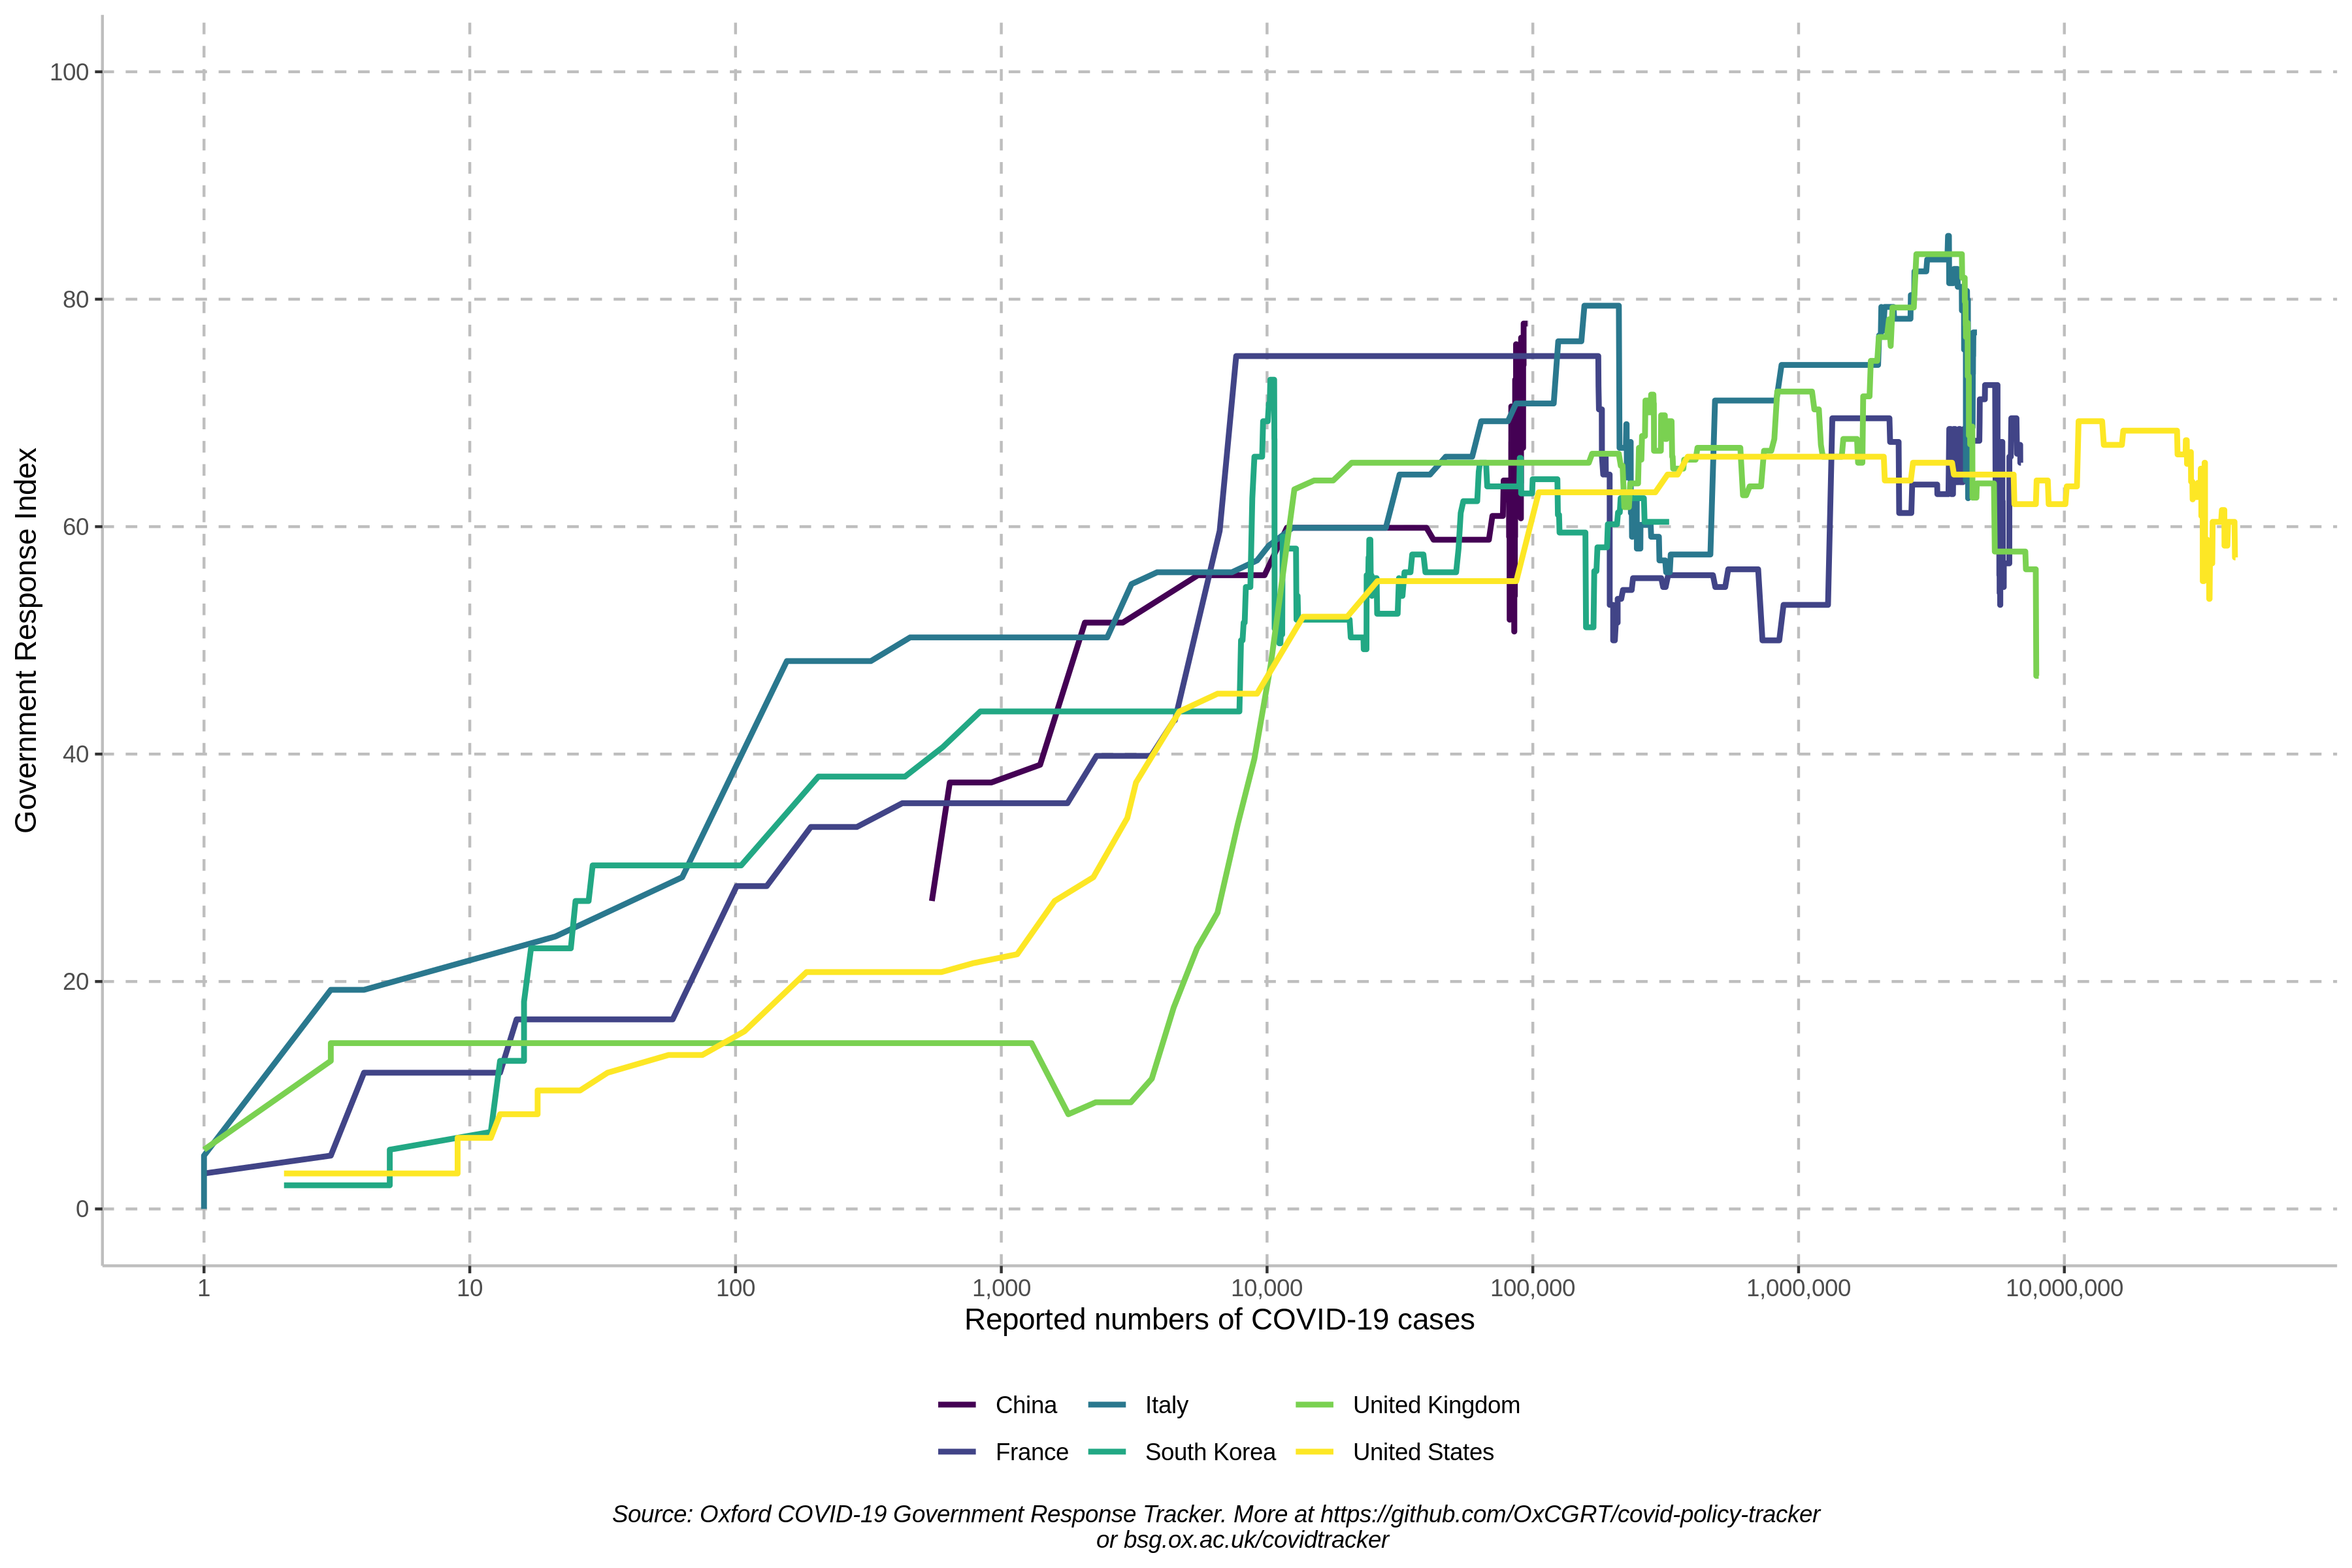 Government Response Index
100
80
60
40
20
0
1 10 100 1,000 10,000 100,000 1,000,000 10,000,000
Reported numbers of COVID-19 cases
China Italy United Kingdom
France South Korea United States
Source: Oxford COVID-19 Government Response Tracker. More at https://github.com/OxCGRT/covid-policy-tracker
or bsg.ox.ac.uk/covidtracker